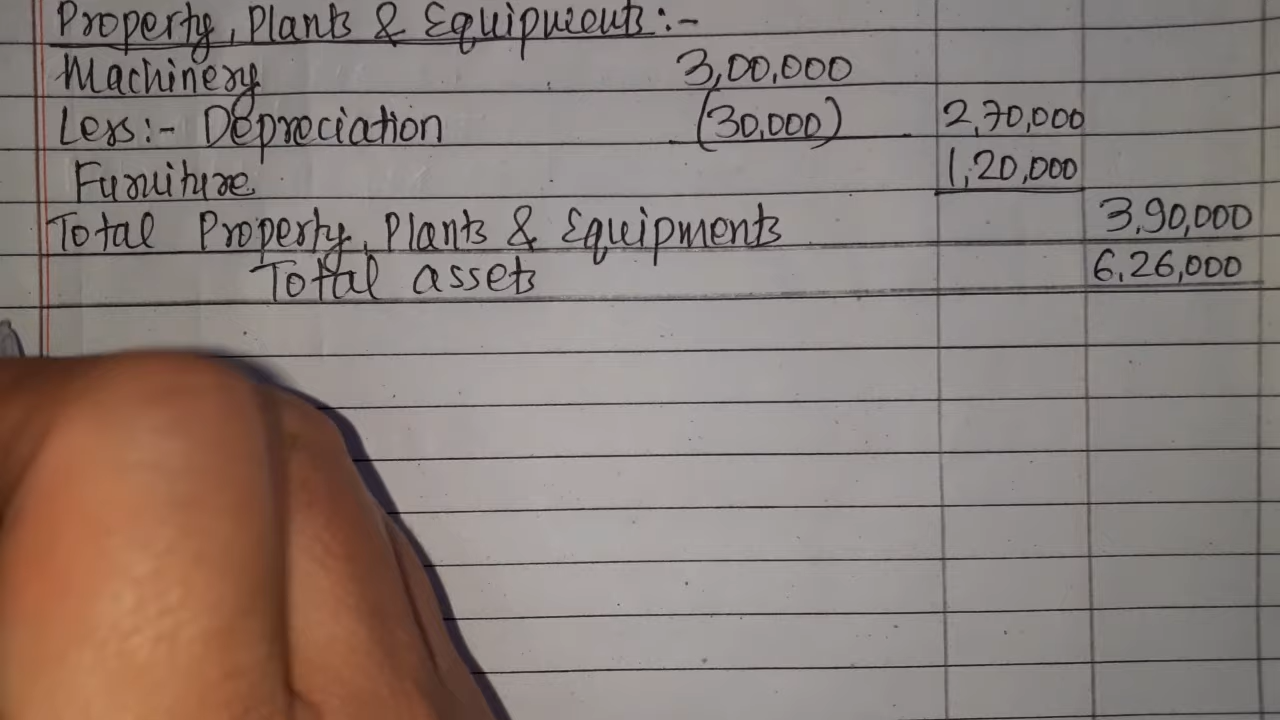 Property, Plants & Equipments:-
Machinery 3,00,000
Less:- Depreciation (30,000) 2,70,000
Furniture 1,20,000
Total Property, Plants & Equipments 3,90,000
Total assets 6,26,000